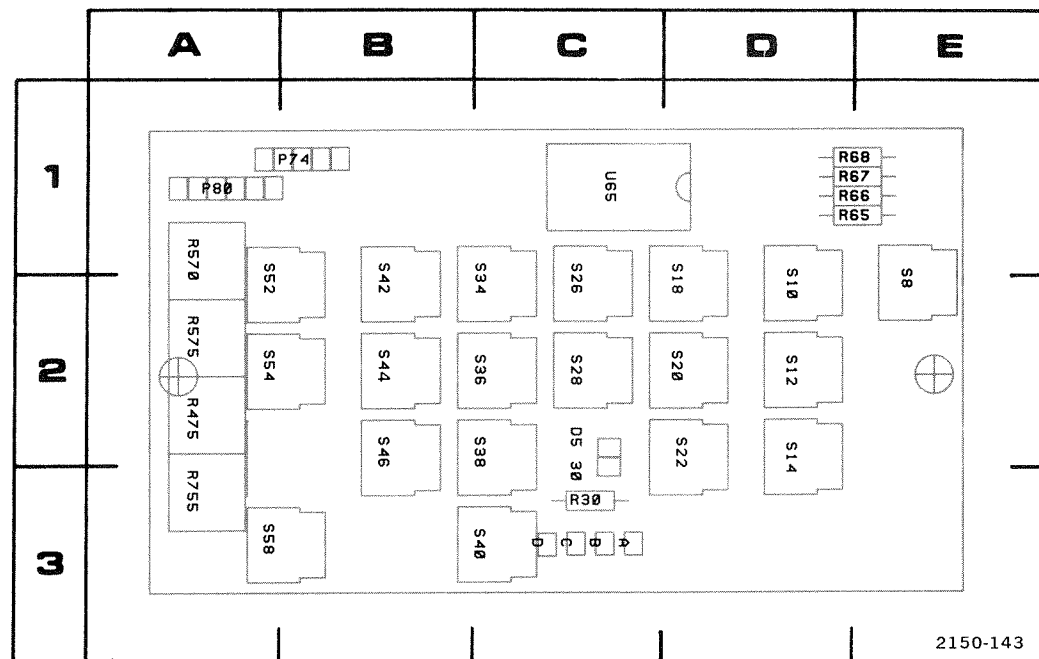 A B C D E
1
P74
P80
U65
R68
R67
R66
R65
R570
S52
S42
S34
S26
S18
S10
S8
2
R575
S54
S44
S36
S28
S20
S12
R475
S46
S38
D5 30
S22
S14
R755
R30
3
S58
S40
D C B A
2150-143